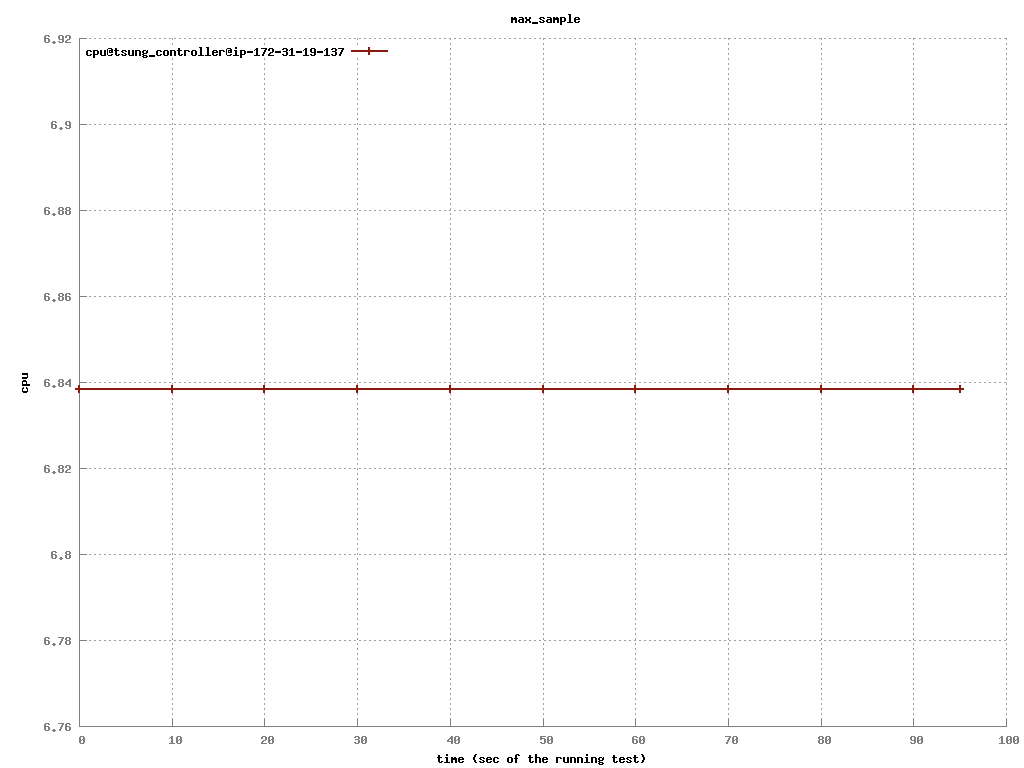 max_sample
cpu@tsung_controller@ip-172-31-19-137
6.92
6.9
6.88
6.86
6.84
6.82
6.8
6.78
6.76
cpu
0 10 20 30 40 50 60 70 80 90 100
time (sec of the running test)